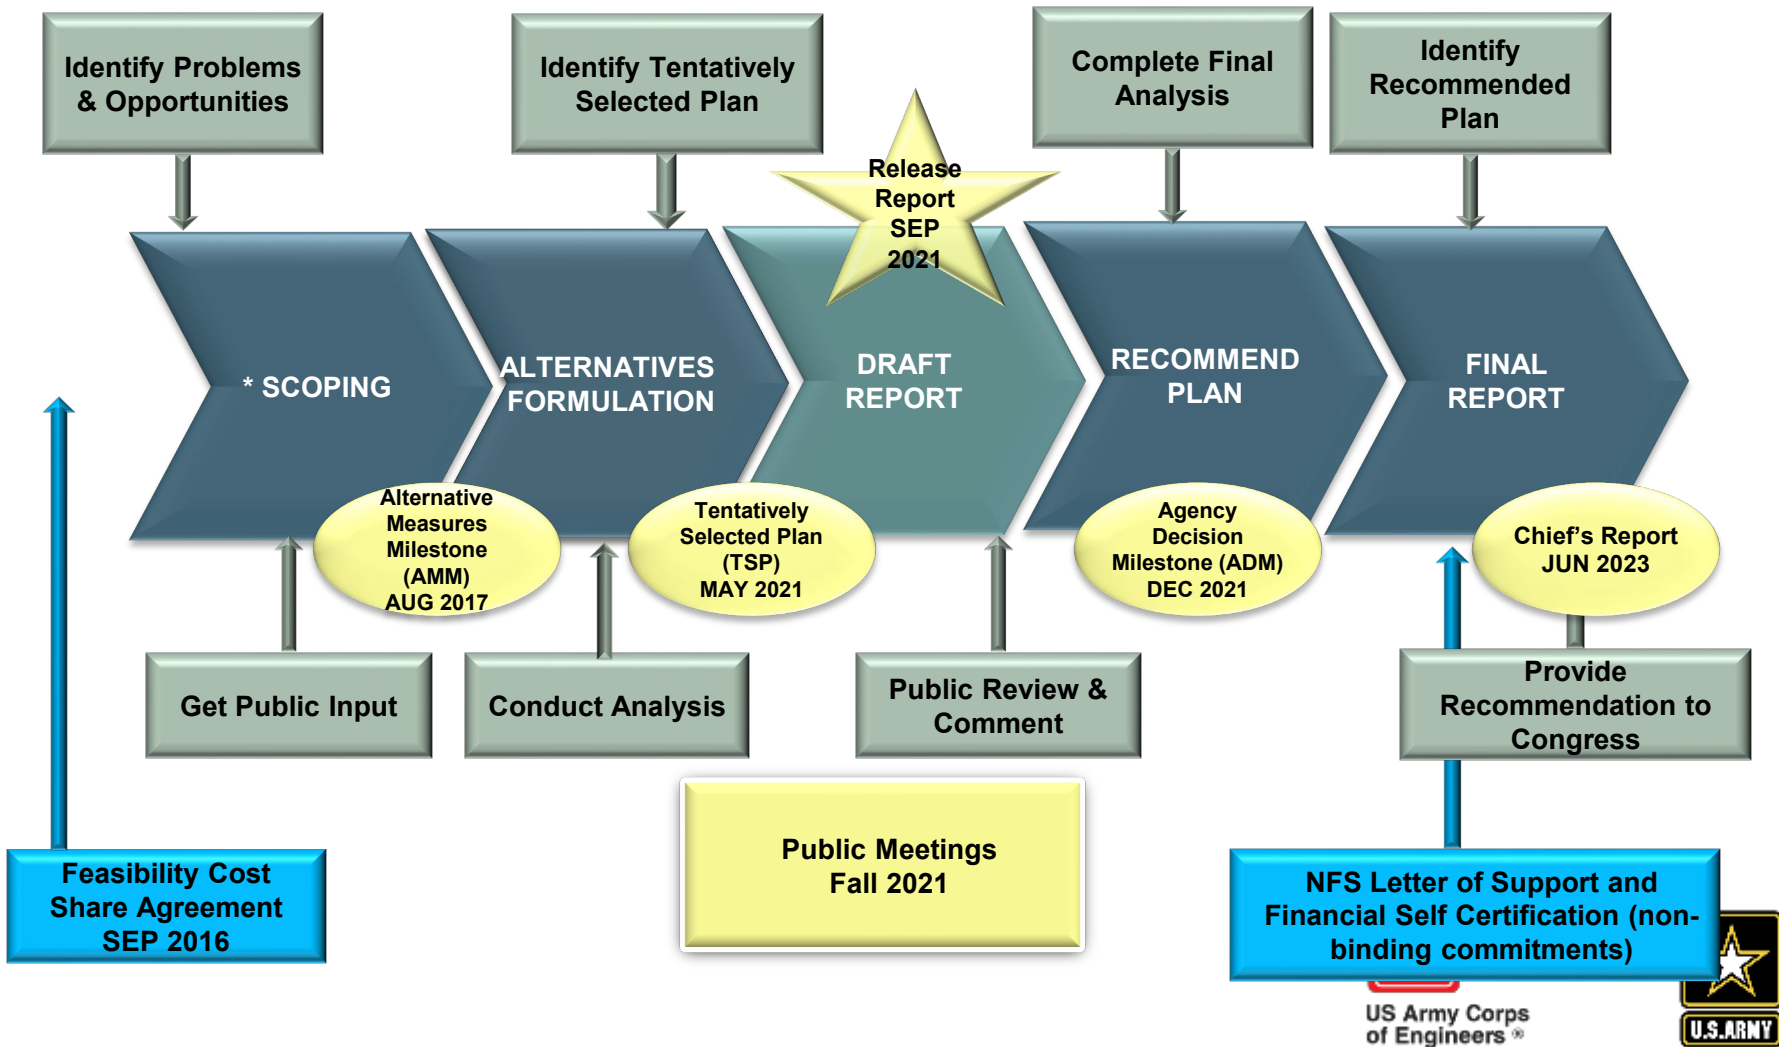 Identify Problems
& Opportunities
Identify Tentatively
Selected Plan
Complete Final
Analysis
Identify
Recommended
Plan
Release
Report
SEP
2021
* SCOPING
ALTERNATIVES
FORMULATION
DRAFT
REPORT
RECOMMEND
PLAN
FINAL
REPORT
Alternative
Measures
Milestone
(AMM)
AUG 2017
Tentatively
Selected Plan
(TSP)
MAY 2021
Agency
Decision
Milestone (ADM)
DEC 2021
Chief’s Report
JUN 2023
Get Public Input
Conduct Analysis
Public Review &
Comment
Provide
Recommendation to
Congress
Feasibility Cost
Share Agreement
SEP 2016
Public Meetings
Fall 2021
NFS Letter of Support and
Financial Self Certification (non-
binding commitments)
US Army Corps
of Engineers ®
U.S.ARMY